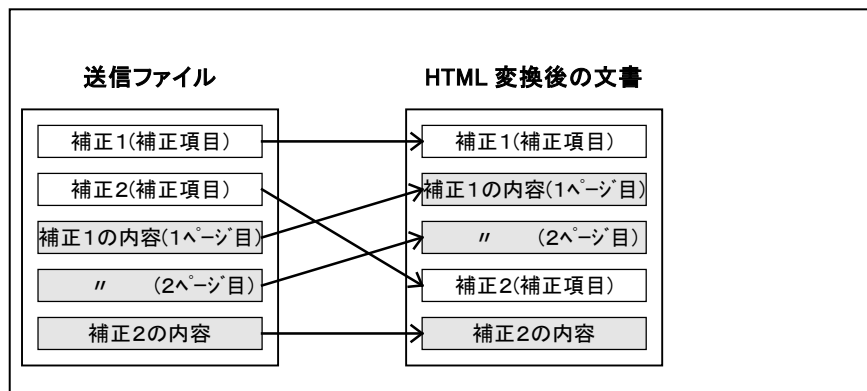 送信ファイル
補正1(補正項目)
補正2(補正項目)
補正1の内容(1ページ目)
〃 (2ページ目)
補正2の内容
HTML 変換後の文書
補正1(補正項目)
補正1の内容(1ページ目)
〃 (2ページ目)
補正2(補正項目)
補正2の内容